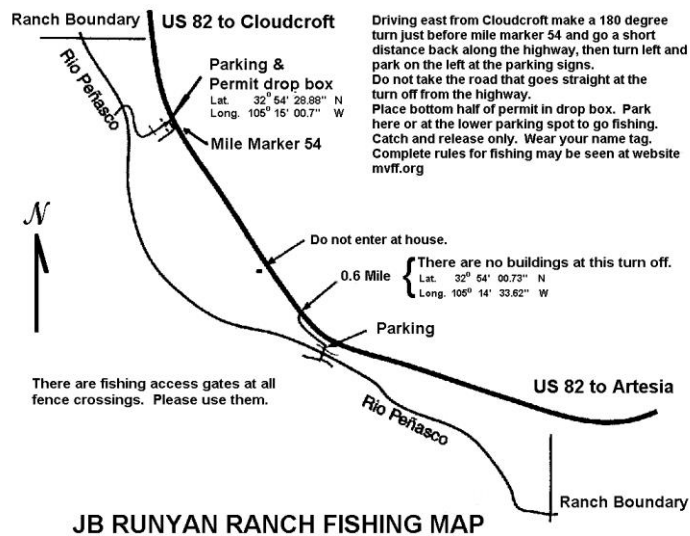 Ranch Boundary
US 82 to Cloudcroft
Driving east from Cloudcroft make a 180 degree
turn just before mile marker 54 and go a short
distance back along the highway, then turn left and
park on the left at the parking signs.
Do not take the road that goes straight at the
turn off from the highway.
Place bottom half of permit in drop box. Park
here or at the lower parking spot to go fishing.
Catch and release only. Wear your name tag.
Complete rules for fishing may be seen at website
mvff.org
Rio Peñasco
Parking &
Permit drop box
Lat. 32° 54' 28.88" N
Long. 105° 15' 00.7" W
Mile Marker 54
N
Do not enter at house.
0.6 Mile
{ There are no buildings at this turn off.
Lat. 32° 54' 00.73" N
Long. 105° 14' 33.62" W
Parking
There are fishing access gates at all
fence crossings. Please use them.
US 82 to Artesia
Rio Peñasco
Ranch Boundary
JB RUNYAN RANCH FISHING MAP